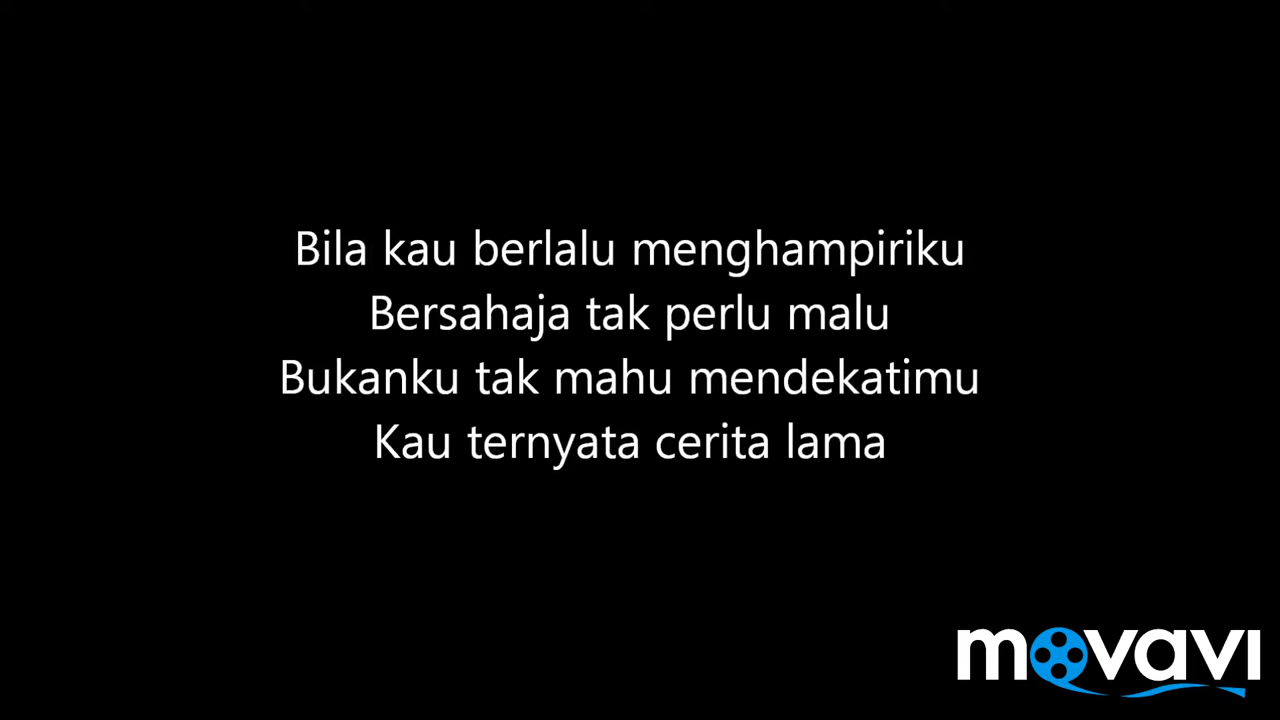 Bila kau berlalu menghampiriku
Bersahaja tak perlu malu
Bukanku tak mahu mendekatimu
Kau ternyata cerita lama
movavi